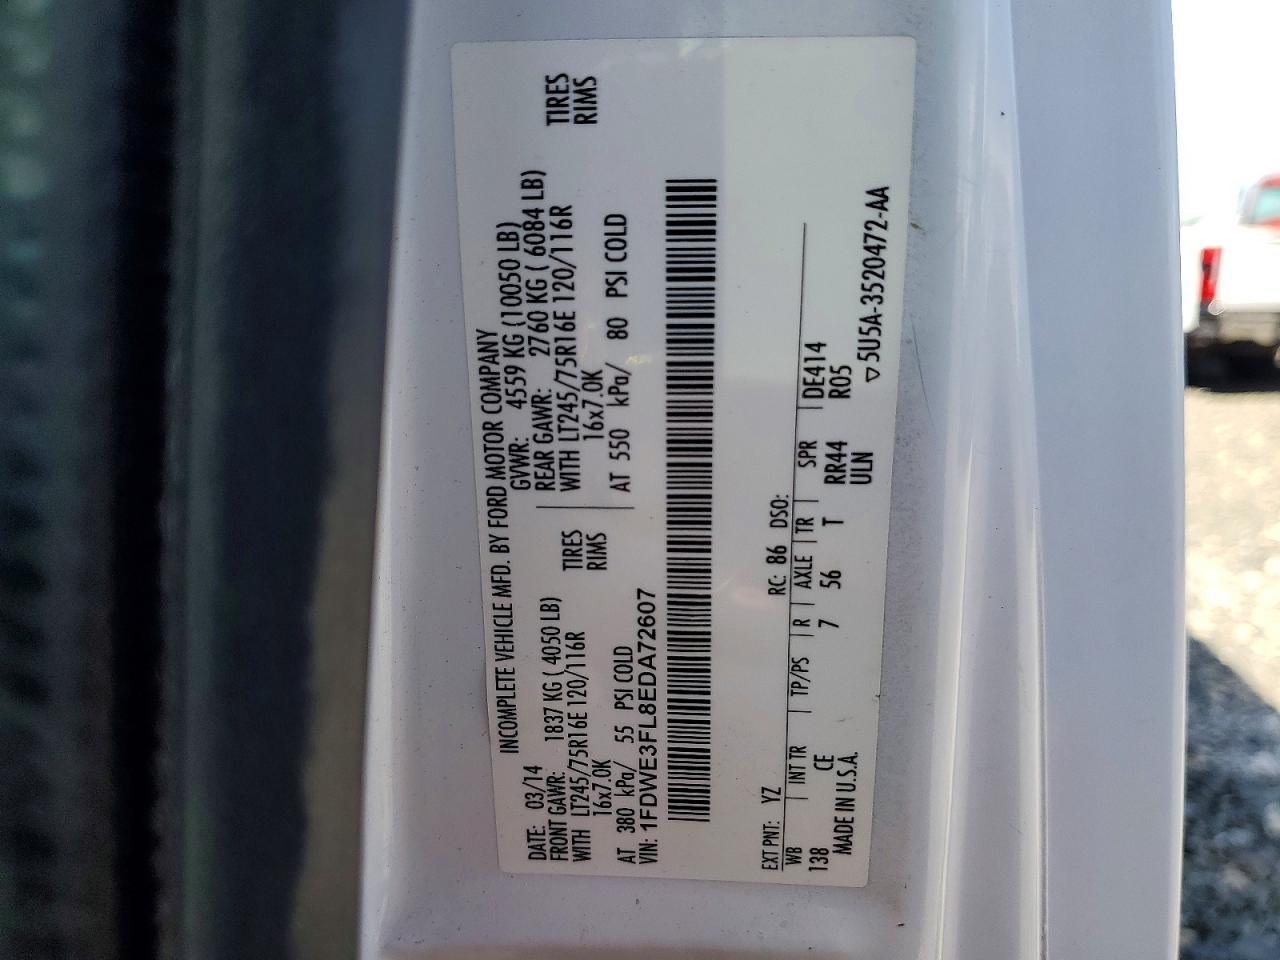 INCOMPLETE VEHICLE MFD. BY FORD MOTOR COMPANY
DATE: 03/14 GVWR: 4559 KG (10050 LB)
FRONT GAWR: 1837 KG ( 4050 LB) REAR GAWR: 2760 KG ( 6084 LB)
WITH LT245/75R16E 120/116R TIRES WITH LT245/75R16E 120/116R TIRES
16x7.0K RIMS 16x7.0K RIMS
AT 380 kPa/ 55 PSI COLD AT 550 kPa/ 80 PSI COLD
VIN: 1FDWE3FL8EDA72607
EXT PNT: YZ RC: 86 DSO:
WB INT TR TP/PS R AXLE TR SPR
138 CE 7 56 T RR44 DE414
ULN R05
MADE IN U.S.A.
▽5U5A-3520472-AA